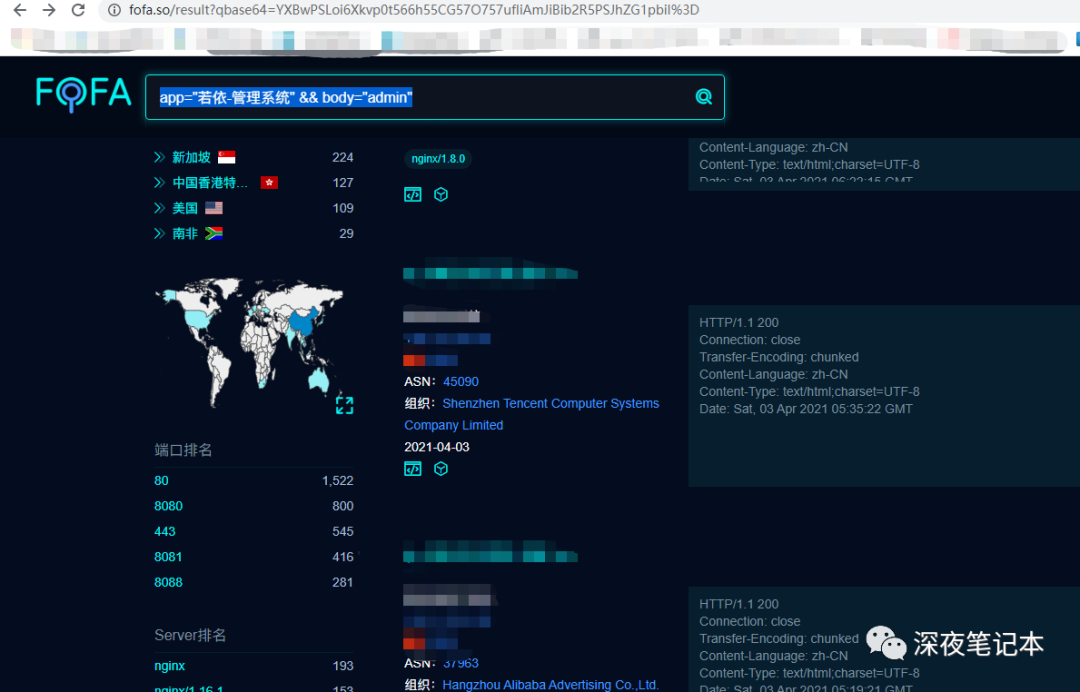 fofa.so/result?qbase64=YXBwPSLoi6Xkvp0t566h55CG57O757ufIiAmJiBib2R5PSJhZG1pbiI%3D
FOFA
app="若依-管理系统" && body="admin"
新加坡 224
中国香港特... 127
美国 109
南非 29
端口排名
80 1,522
8080 800
443 545
8081 416
8088 281
Server排名
nginx 193
nginx/1.16.1 153
nginx/1.8.0
ASN: 45090
组织: Shenzhen Tencent Computer Systems
Company Limited
2021-04-03
ASN: 37963
组织: Hangzhou Alibaba Advertising Co.,Ltd.
Content-Language: zh-CN
Content-Type: text/html;charset=UTF-8
Date: Sat, 03 Apr 2021 06:22:15 GMT
HTTP/1.1 200
Connection: close
Transfer-Encoding: chunked
Content-Language: zh-CN
Content-Type: text/html;charset=UTF-8
Date: Sat, 03 Apr 2021 05:35:22 GMT
HTTP/1.1 200
Connection: close
Transfer-Encoding: chunked
Content-Language: zh-CN
Content-Type: text/html;charset=UTF-8
Date: Sat, 03 Apr 2021 05:19:21 GMT
深夜笔记本